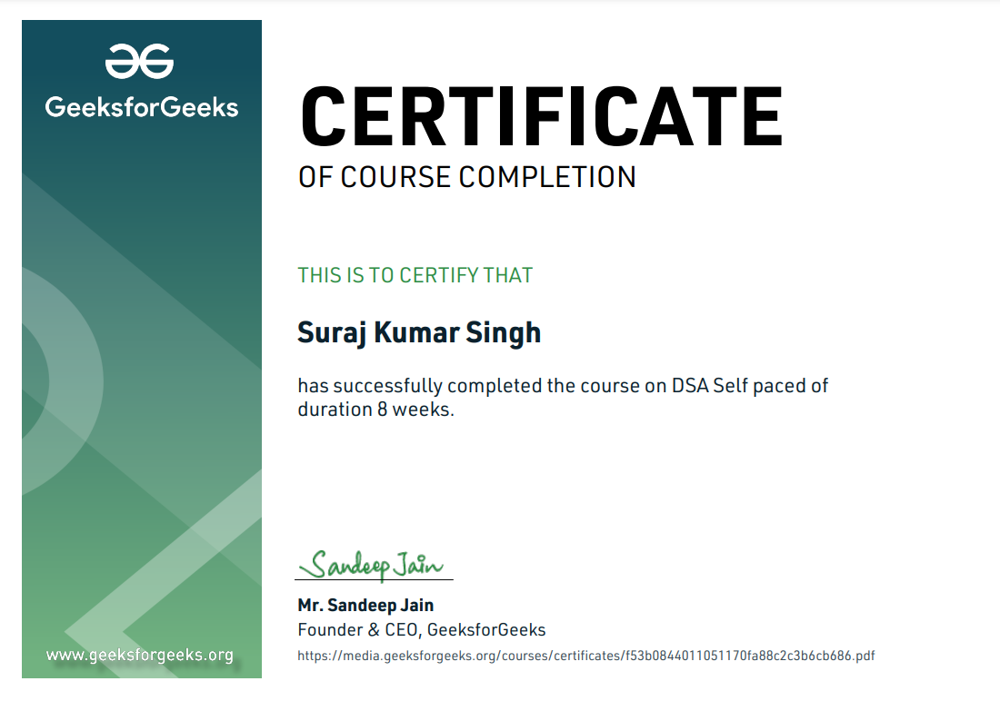 GeeksforGeeks
CERTIFICATE
OF COURSE COMPLETION
THIS IS TO CERTIFY THAT
Suraj Kumar Singh
has successfully completed the course on DSA Self paced of
duration 8 weeks.
Sandeep Jain
Mr. Sandeep Jain
Founder & CEO, GeeksforGeeks
https://media.geeksforgeeks.org/courses/certificates/f53b0844011051170fa88c2c3b6cb686.pdf
www.geeksforgeeks.org